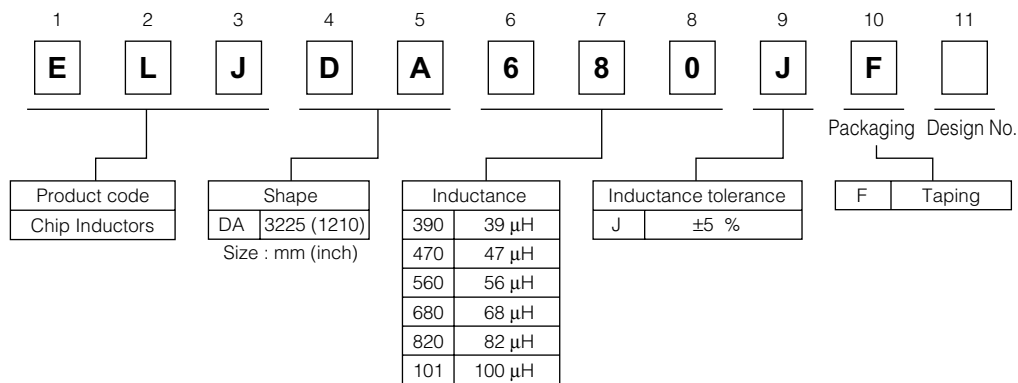 1 2 3 4 5 6 7 8 9 10 11
E L J D A 6 8 0 J F
Packaging Design No.
Product code
Chip Inductors
Shape
DA 3225 (1210)
Size : mm (inch)
Inductance
390 39 µH
470 47 µH
560 56 µH
680 68 µH
820 82 µH
101 100 µH
Inductance tolerance
J ±5 %
F Taping